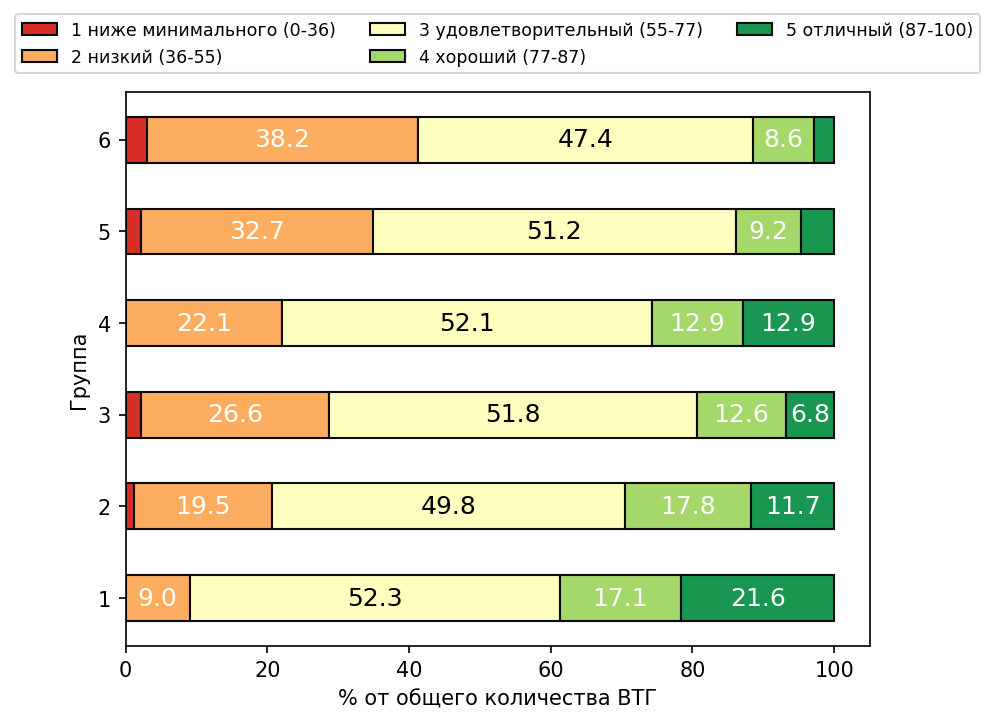 1 ниже минимального (0-36) 3 удовлетворительный (55-77) 5 отличный (87-100)
2 низкий (36-55) 4 хороший (77-87)
6 38.2 47.4 8.6
5 32.7 51.2 9.2
4 22.1 52.1 12.9 12.9
3 26.6 51.8 12.6 6.8
2 19.5 49.8 17.8 11.7
1 9.0 52.3 17.1 21.6
Группа
0 20 40 60 80 100
% от общего количества ВТГ